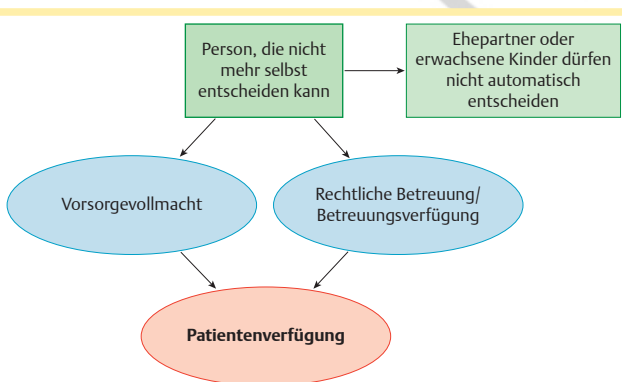 Person, die nicht
mehr selbst
entscheiden kann
Ehepartner oder
erwachsene Kinder dürfen
nicht automatisch
entscheiden
Vorsorgevollmacht
Rechtliche Betreuung/
Betreuungsverfügung
Patientenverfügung